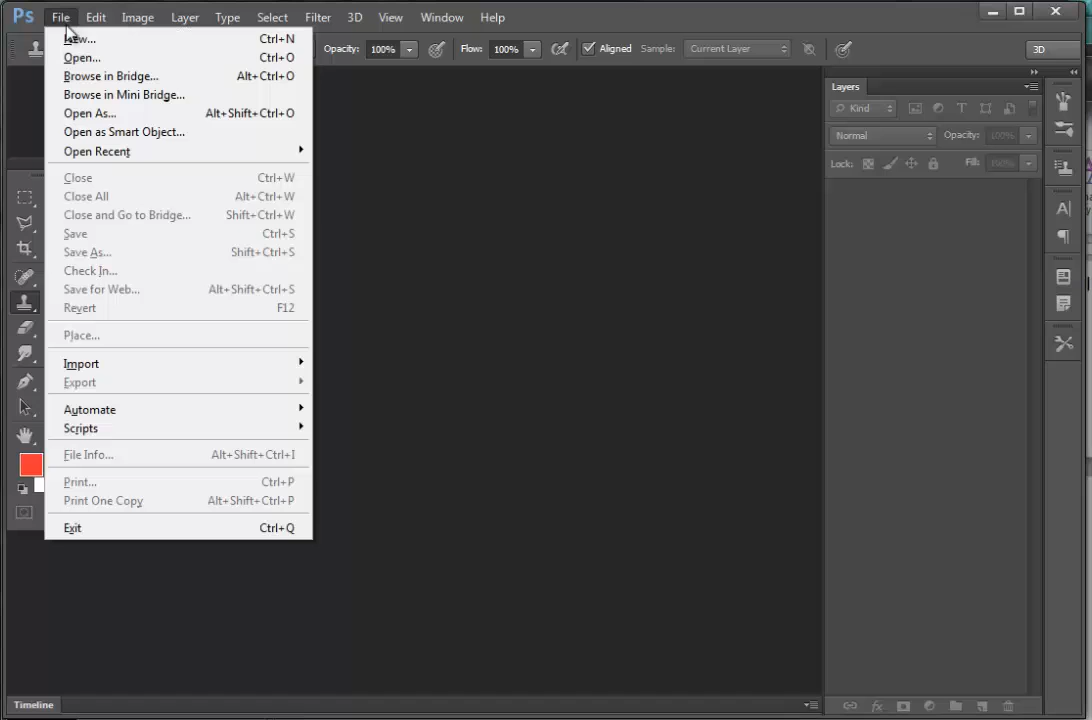 Ps File Edit Image Layer Type Select Filter 3D View Window Help
Opacity: 100% Flow: 100% Aligned Sample: Current Layer 3D
New... Ctrl+N
Open... Ctrl+O
Browse in Bridge... Alt+Ctrl+O
Browse in Mini Bridge...
Open As... Alt+Shift+Ctrl+O
Open as Smart Object...
Open Recent
Close Ctrl+W
Close All Alt+Ctrl+W
Close and Go to Bridge... Shift+Ctrl+W
Save Ctrl+S
Save As... Shift+Ctrl+S
Check In...
Save for Web... Alt+Shift+Ctrl+S
Revert F12
Place...
Import
Export
Automate
Scripts
File Info... Alt+Shift+Ctrl+I
Print... Ctrl+P
Print One Copy Alt+Shift+Ctrl+P
Exit Ctrl+Q
Layers
Kind
Normal Opacity: 100%
Lock: Fill: 100%
Timeline